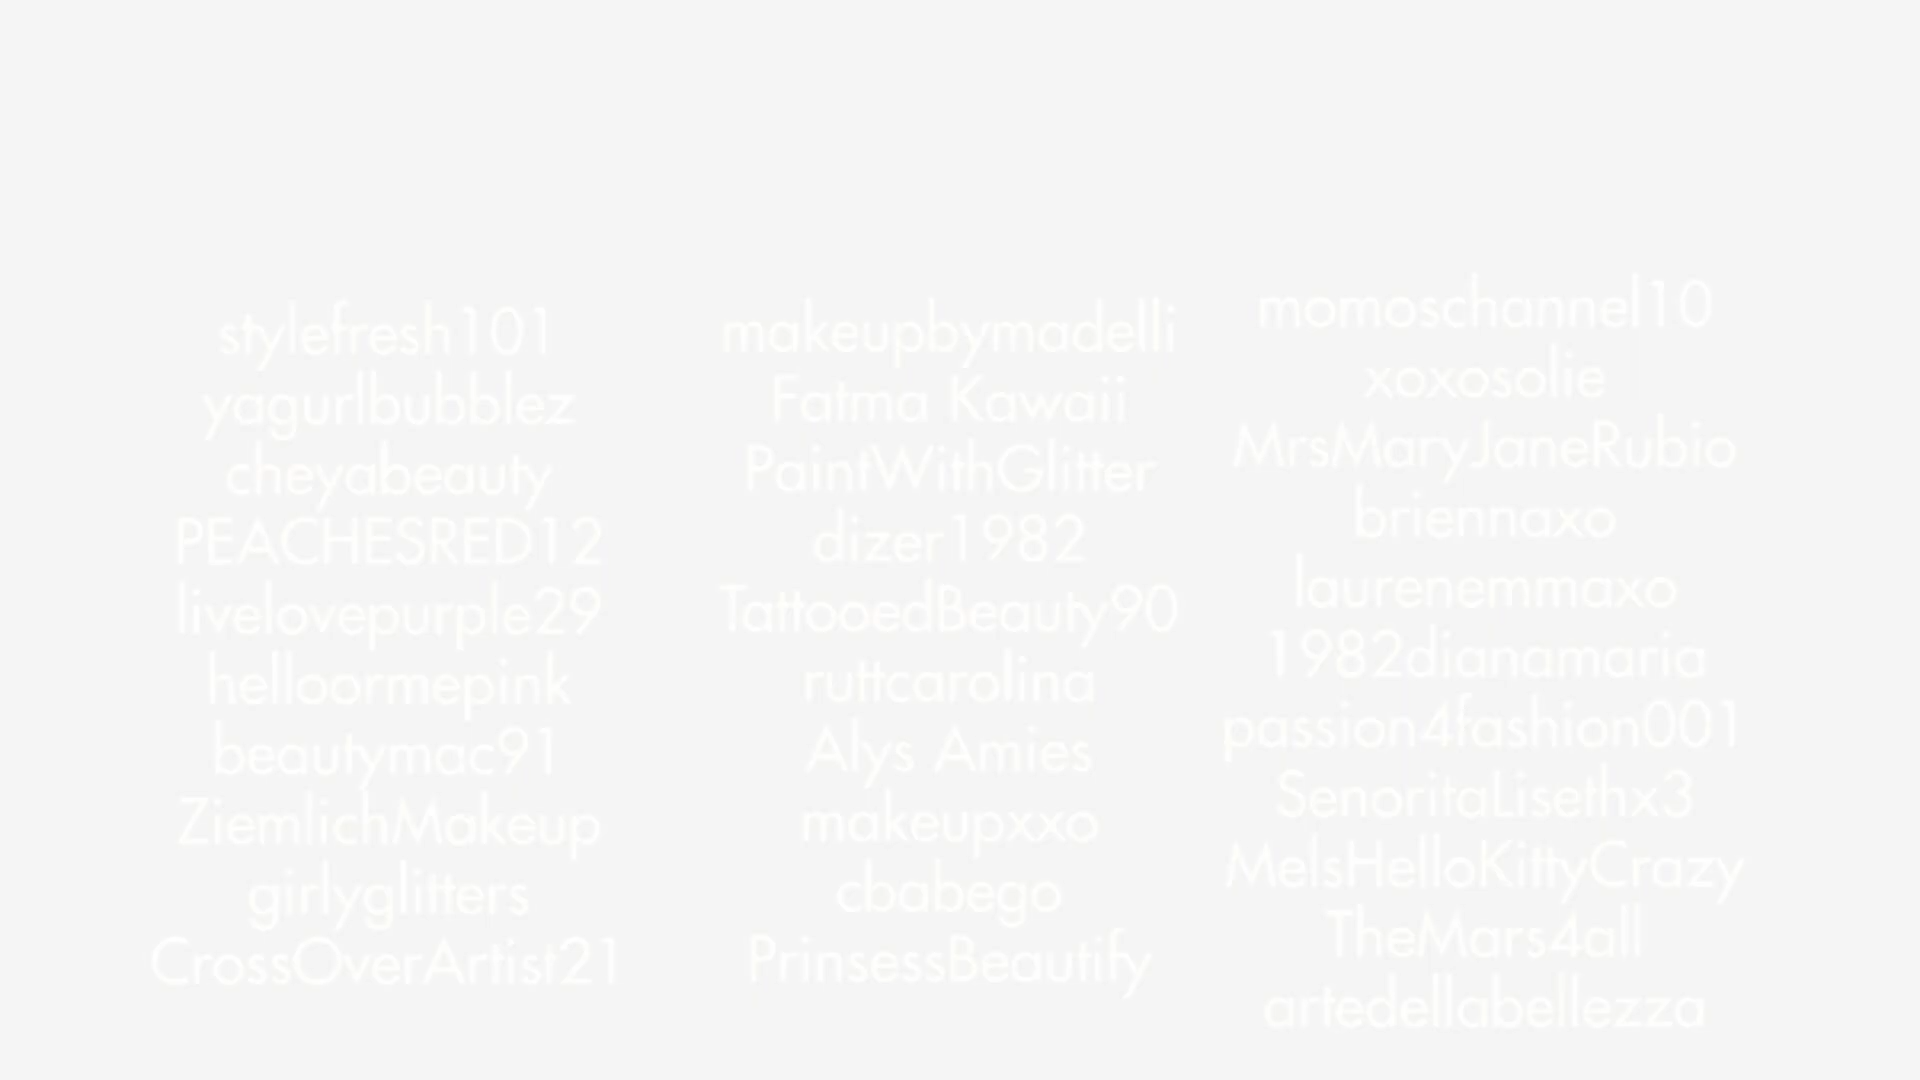 stylefresh101
yagurlbubblez
cheyabeauty
PEACHESRED12
livelovepurple29
helloormepink
beautymac91
ZiemlichMakeup
girlyglitters
CrossOverArtist21
makeupbymadelli
Fatma Kawaii
PaintWithGlitter
dizer1982
TattooedBeauty90
ruttcarolina
Alys Amies
makeupxxo
cbabego
PrinsessBeautify
momoschannel10
xoxosolie
MrsMaryJaneRubio
briennaxo
laurenemmaxo
1982dianamaria
passion4fashion001
SenoritaLisethx3
MelsHelloKittyCrazy
TheMars4all
artedellabellezza